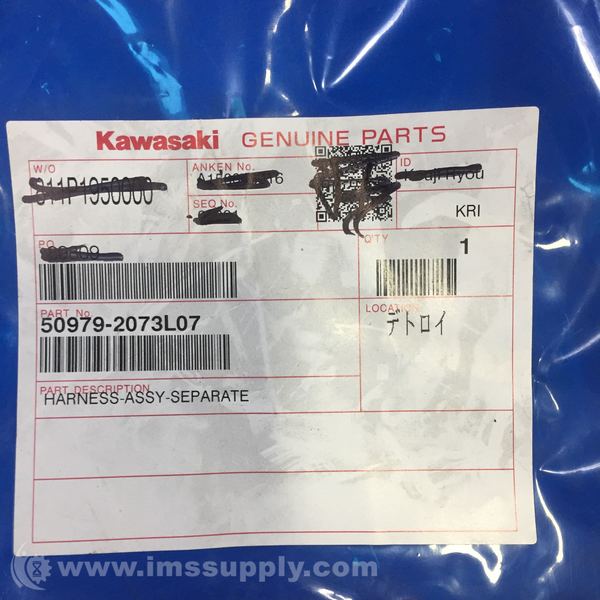 Kawasaki GENUINE PARTS
W/O
S11P1950000
ANKEN No.
SEQ No.
ID
KRI
PO
Q'TY
1
PART No.
50979-2073L07
LOCATION
デトロイ
PART DESCRIPTION
HARNESS-ASSY-SEPARATE
www.imssupply.com